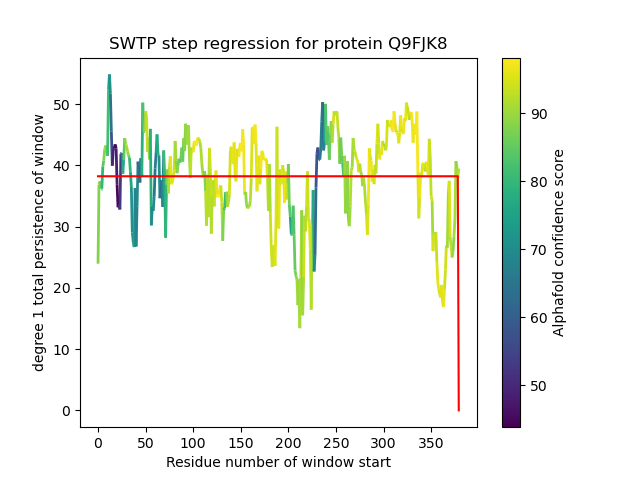 SWTP step regression for protein Q9FJK8
degree 1 total persistence of window
50
40
30
20
10
0
0 50 100 150 200 250 300 350
Residue number of window start
90
80
70
60
50
Alphafold confidence score